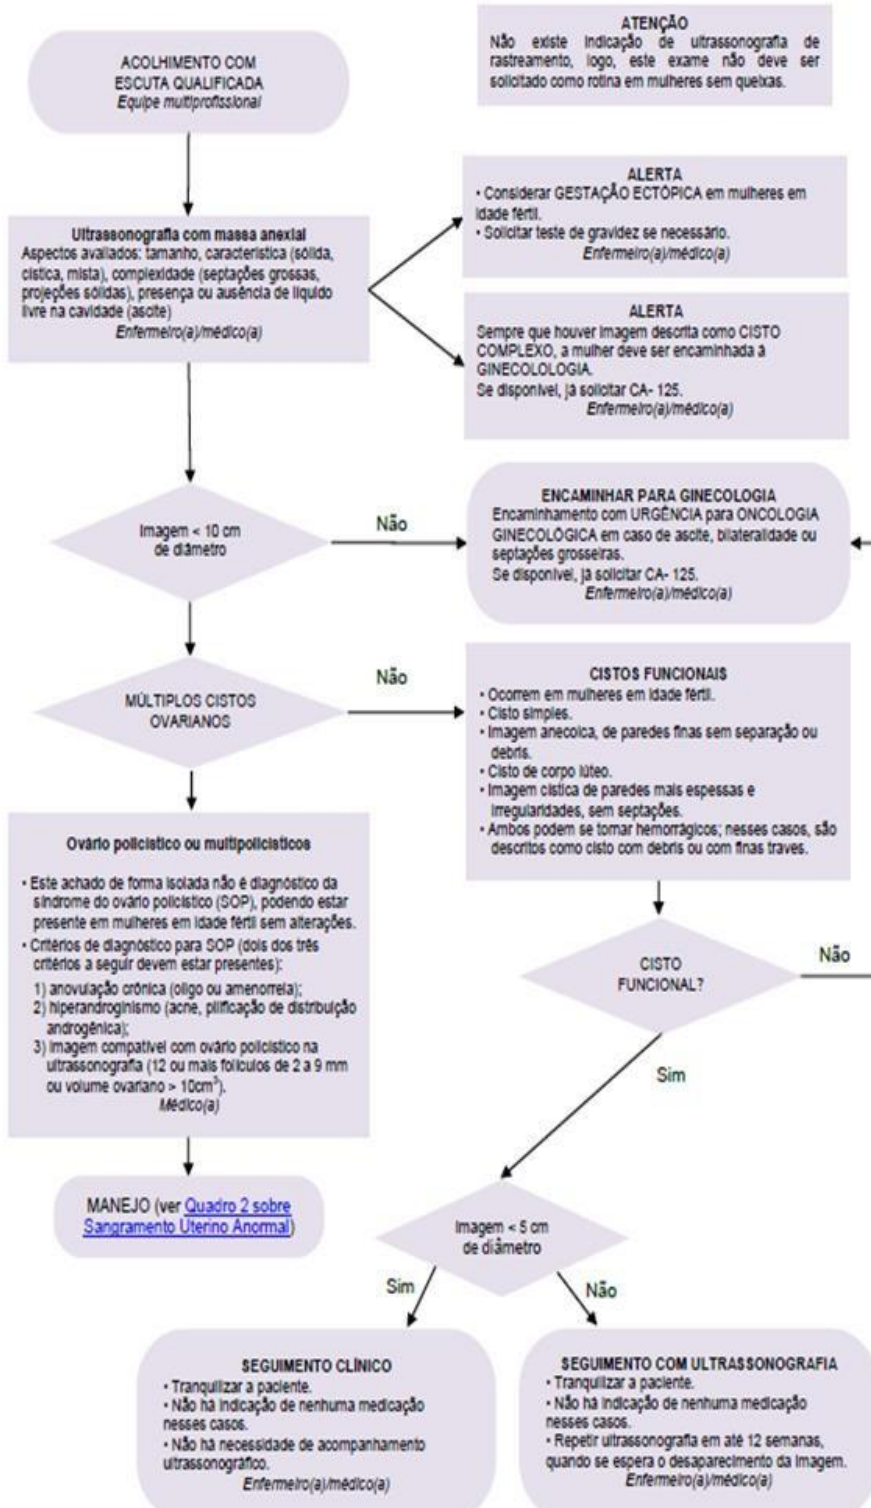 ACOLHIMENTO COM
ESCUTA QUALIFICADA
Equipe multiprofissional
ATENÇÃO
Não existe indicação de ultrassonografia de
rastreamento, logo, este exame não deve ser
solicitado como rotina em mulheres sem queixas.
Ultrassonografia com massa anexial
Aspectos avaliados: tamanho, característica (sólida,
cística, mista), complexidade (septações grossas,
projeções sólidas), presença ou ausência de líquido
livre na cavidade (ascite)
Enfermeiro(a)/médico(a)
ALERTA
• Considerar GESTAÇÃO ECTÓPICA em mulheres em
idade fértil.
• Solicitar teste de gravidez se necessário.
Enfermeiro(a)/médico(a)
ALERTA
Sempre que houver imagem descrita como CISTO
COMPLEXO, a mulher deve ser encaminhada à
GINECOLOLOGIA.
Se disponível, já solicitar CA- 125.
Enfermeiro(a)/médico(a)
Imagem < 10 cm
de diâmetro
Não
ENCAMINHAR PARA GINECOLOGIA
Encaminhamento com URGÊNCIA para ONCOLOGIA
GINECOLÓGICA em caso de ascite, bilateralidade ou
septações grosseiras.
Se disponível, já solicitar CA- 125.
Enfermeiro(a)/médico(a)
MÚLTIPLOS CISTOS
OVARIANOS
Não
CISTOS FUNCIONAIS
• Ocorrem em mulheres em idade fértil.
• Cisto simples.
• Imagem anecoica, de paredes finas sem separação ou
debris.
• Cisto de corpo lúteo.
• Imagem cística de paredes mais espessas e
irregularidades, sem septações.
• Ambos podem se tornar hemorrágicos; nesses casos, são
descritos como cisto com debris ou com finas traves.
Ovário policístico ou multipolicísticos
• Este achado de forma isolada não é diagnóstico da
síndrome do ovário policístico (SOP), podendo estar
presente em mulheres em idade fértil sem alterações.
• Critérios de diagnóstico para SOP (dois dos três
critérios a seguir devem estar presentes):
1) anovulação crônica (oligo ou amenorreia);
2) hiperandroginismo (acne, pilificação de distribuição
androgênica);
3) imagem compatível com ovário policístico na
ultrassonografia (12 ou mais folículos de 2 a 9 mm
ou volume ovariano > 10cm³).
Médico(a)
CISTO
FUNCIONAL?
Não
Sim
MANEJO (ver Quadro 2 sobre
Sangramento Uterino Anormal)
Imagem < 5 cm
de diâmetro
Sim
Não
SEGUIMENTO CLÍNICO
• Tranquilizar a paciente.
• Não há indicação de nenhuma medicação
nesses casos.
• Não há necessidade de acompanhamento
ultrassonográfico.
Enfermeiro(a)/médico(a)
SEGUIMENTO COM ULTRASSONOGRAFIA
• Tranquilizar a paciente.
• Não há indicação de nenhuma medicação
nesses casos.
• Repetir ultrassonografia em até 12 semanas,
quando se espera o desaparecimento da imagem.
Enfermeiro(a)/médico(a)